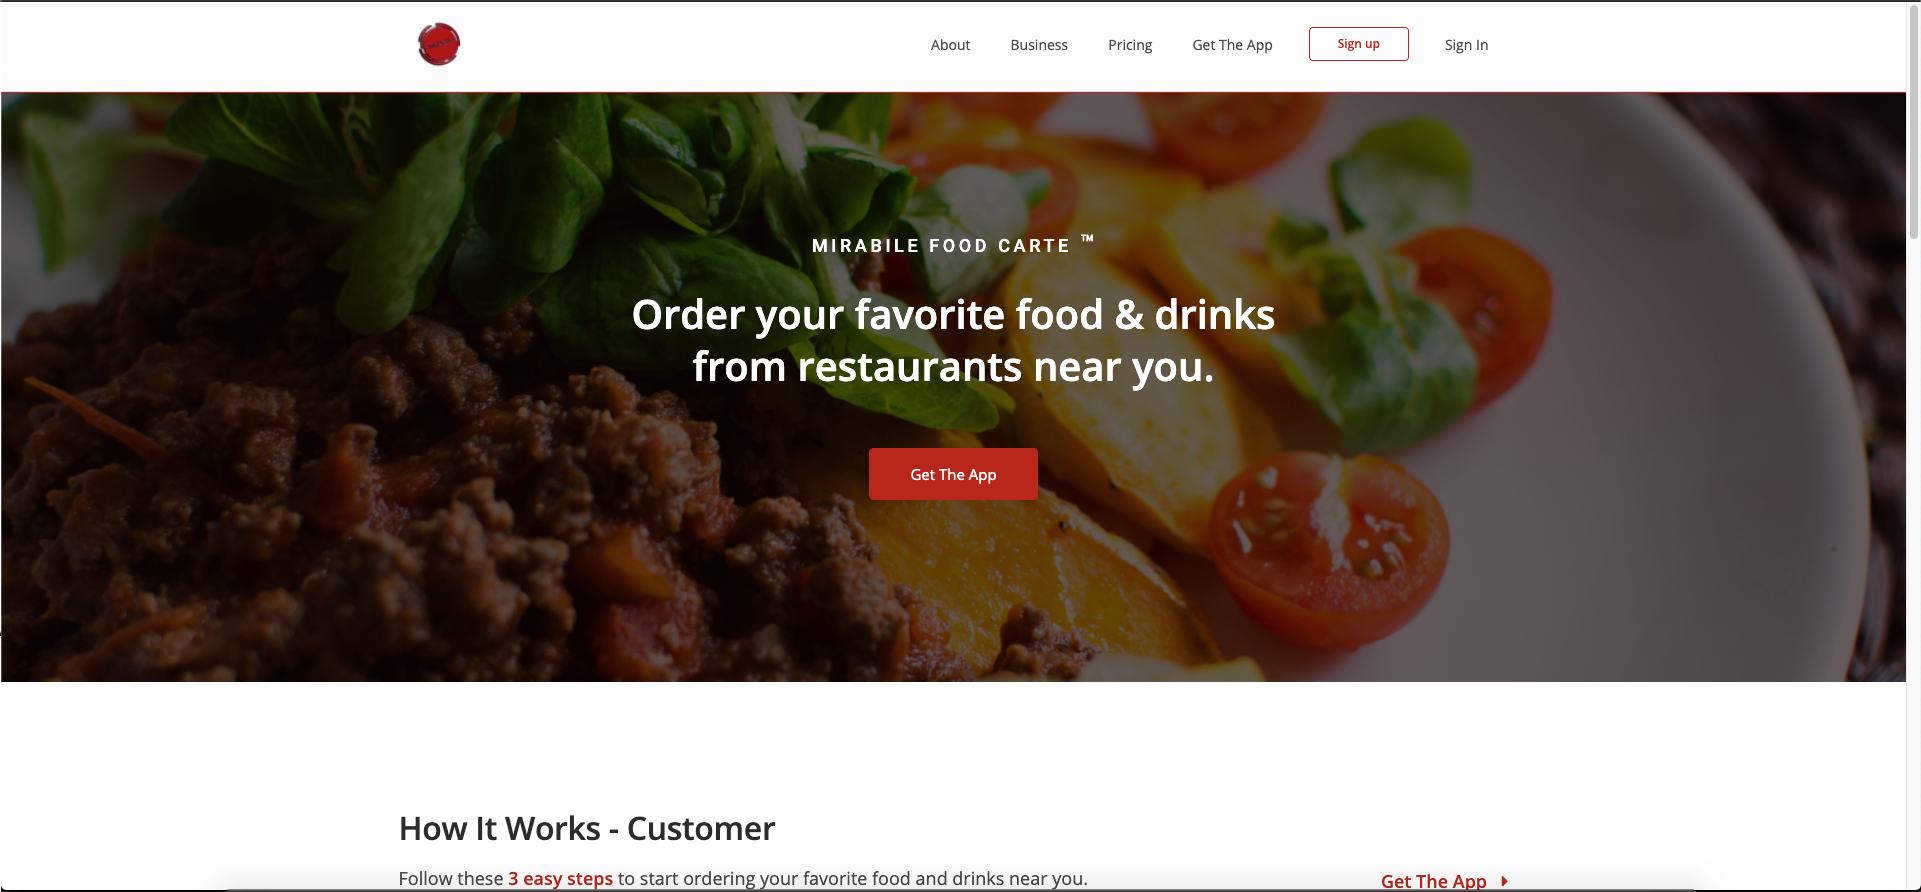 About
Business
Pricing
Get The App
Sign up
Sign In
MIRABILE FOOD CARTE ™
Order your favorite food & drinks
from restaurants near you.
Get The App
How It Works - Customer
Follow these 3 easy steps to start ordering your favorite food and drinks near you.
Get The App